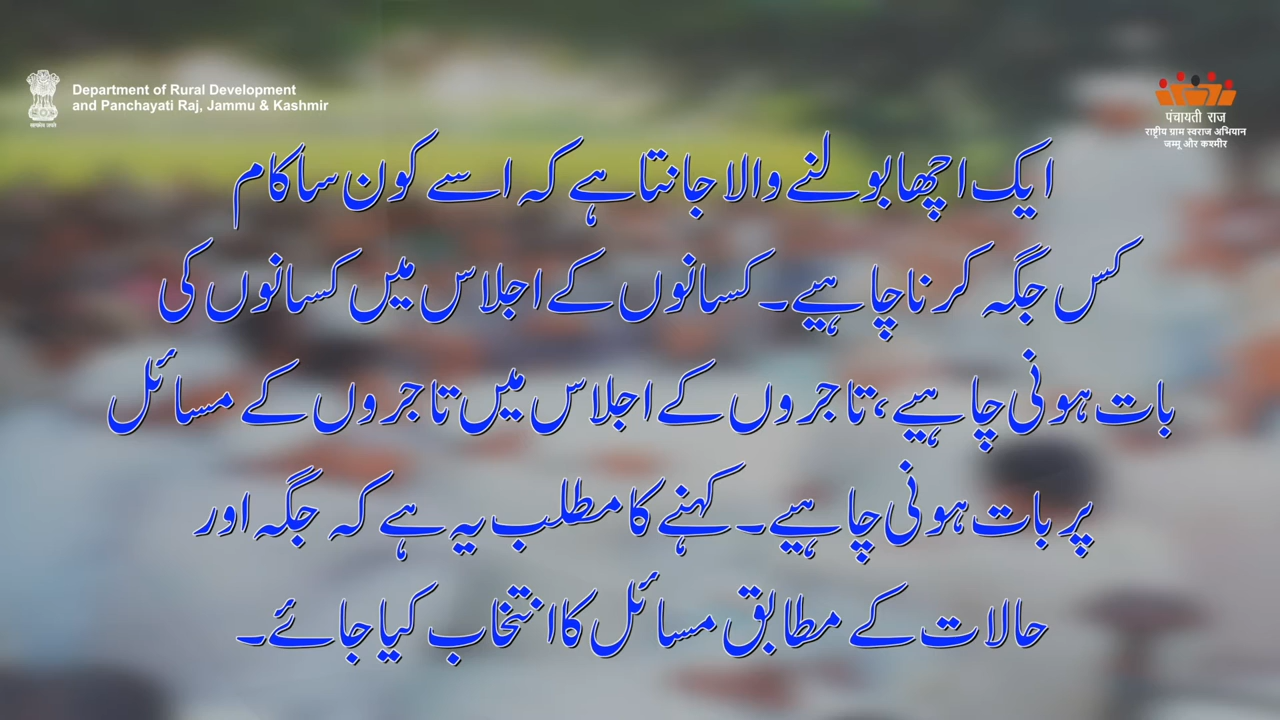 Department of Rural Development
and Panchayati Raj, Jammu & Kashmir
पंचायती राज
राष्ट्रीय ग्राम स्वराज अभियान
जम्मू और कश्मीर
ایک اچھا بولنے والا جانتا ہے کہ اسے کون سا کام
کس جگہ کرنا چاہیے۔ کسانوں کے اجلاس میں کسانوں کی
بات ہونی چاہیے، تاجروں کے اجلاس میں تاجروں کے مسائل
پر بات ہونی چاہیے۔ کہنے کا مطلب یہ ہے کہ جگہ اور
حالات کے مطابق مسائل کا انتخاب کیا جائے۔